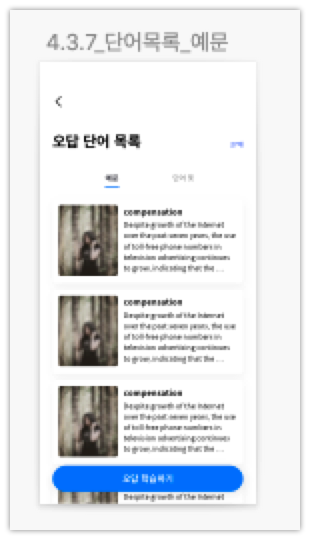 4.3.7_단어목록_예문
오답 단어 목록
선택
예문
단어 뜻
compensation
Despite growth of the Internet
over the past seven years, the use
of toll-free phone numbers in
television advertising continues
to grow, indicating that the ...
compensation
Despite growth of the Internet
over the past seven years, the use
of toll-free phone numbers in
television advertising continues
to grow, indicating that the ...
compensation
Despite growth of the Internet
over the past seven years, the use
of toll-free phone numbers in
television advertising continues
to grow, indicating that the ...
오답 학습하기
Despite growth of the Internet